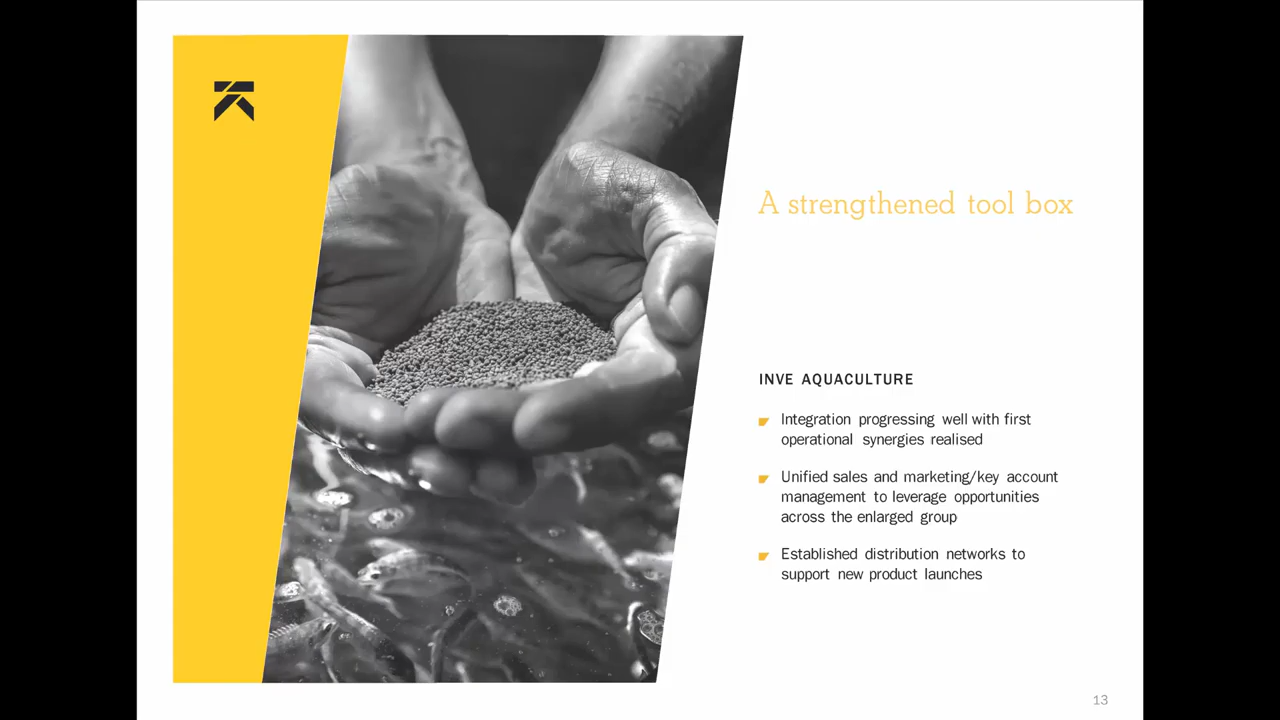 A strengthened tool box
INVE AQUACULTURE
Integration progressing well with first
operational synergies realised
Unified sales and marketing/key account
management to leverage opportunities
across the enlarged group
Established distribution networks to
support new product launches
13